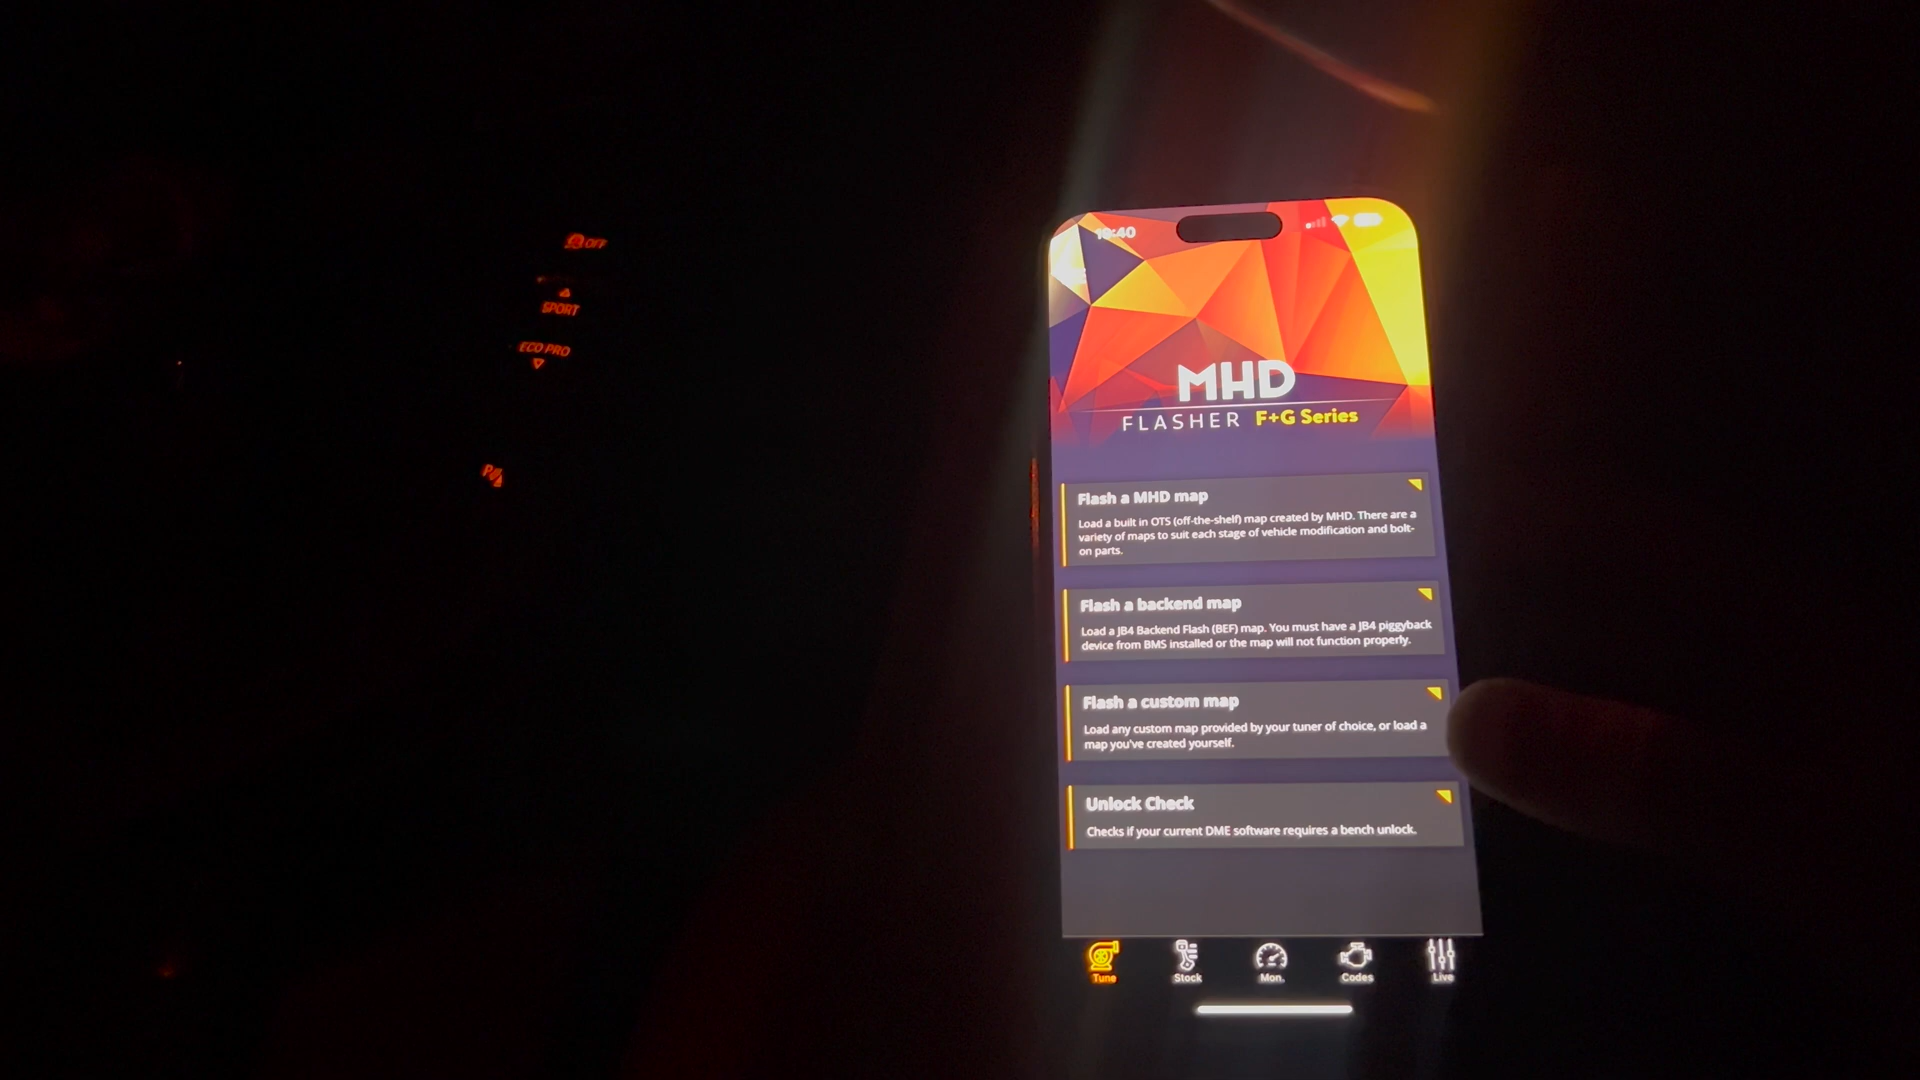 OFF
SPORT
ECO PRO
MHD
FLASHER F+G Series
Flash a MHD map
Load a built in OTS (off-the-shelf) map created by MHD. There are a
variety of maps to suit each stage of vehicle modification and bolt-
on parts.
Flash a backend map
Load a JB4 Backend Flash (BEF) map. You must have a JB4 piggyback
device from BMS installed or the map will not function properly.
Flash a custom map
Load any custom map provided by your tuner of choice, or load a
map you've created yourself.
Unlock Check
Checks if your current DME software requires a bench unlock.
Tune
Stock
Mon.
Codes
Live